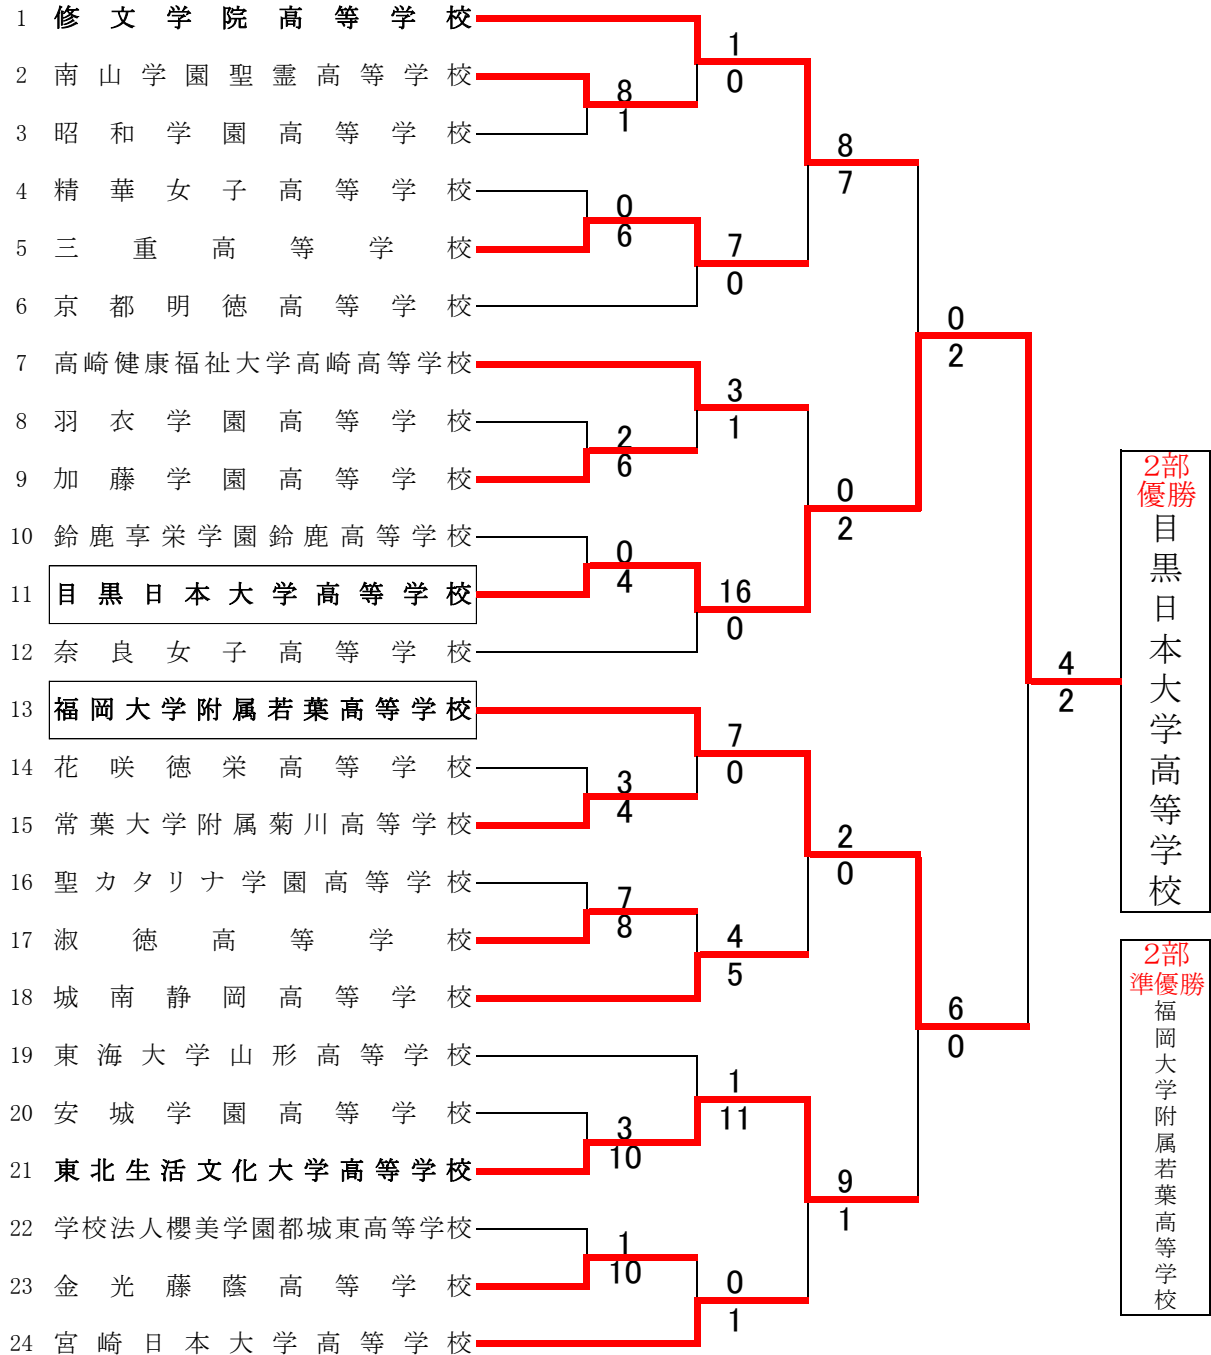 1 修文学院高等学校
2 南山学園聖霊高等学校
3 昭和学園高等学校
4 精華女子高等学校
5 三重高等学校
6 京都明徳高等学校
7 高崎健康福祉大学高崎高等学校
8 羽衣学園高等学校
9 加藤学園高等学校
10 鈴鹿享栄学園鈴鹿高等学校
11 目黒日本大学高等学校
12 奈良女子高等学校
13 福岡大学附属若葉高等学校
14 花咲徳栄高等学校
15 常葉大学附属菊川高等学校
16 聖カタリナ学園高等学校
17 淑徳高等学校
18 城南静岡高等学校
19 東海大学山形高等学校
20 安城学園高等学校
21 東北生活文化大学高等学校
22 学校法人櫻美学園都城東高等学校
23 金光藤蔭高等学校
24 宮崎日本大学高等学校
8
1
0
6
2
6
0
4
3
4
7
8
3
10
1
10
1
0
7
0
3
1
16
0
7
0
4
5
1
11
0
1
8
7
0
2
2
0
9
1
0
2
6
0
4
2
2部
優勝
目黒日本大学高等学校
2部
準優勝
福岡大学附属若葉高等学校